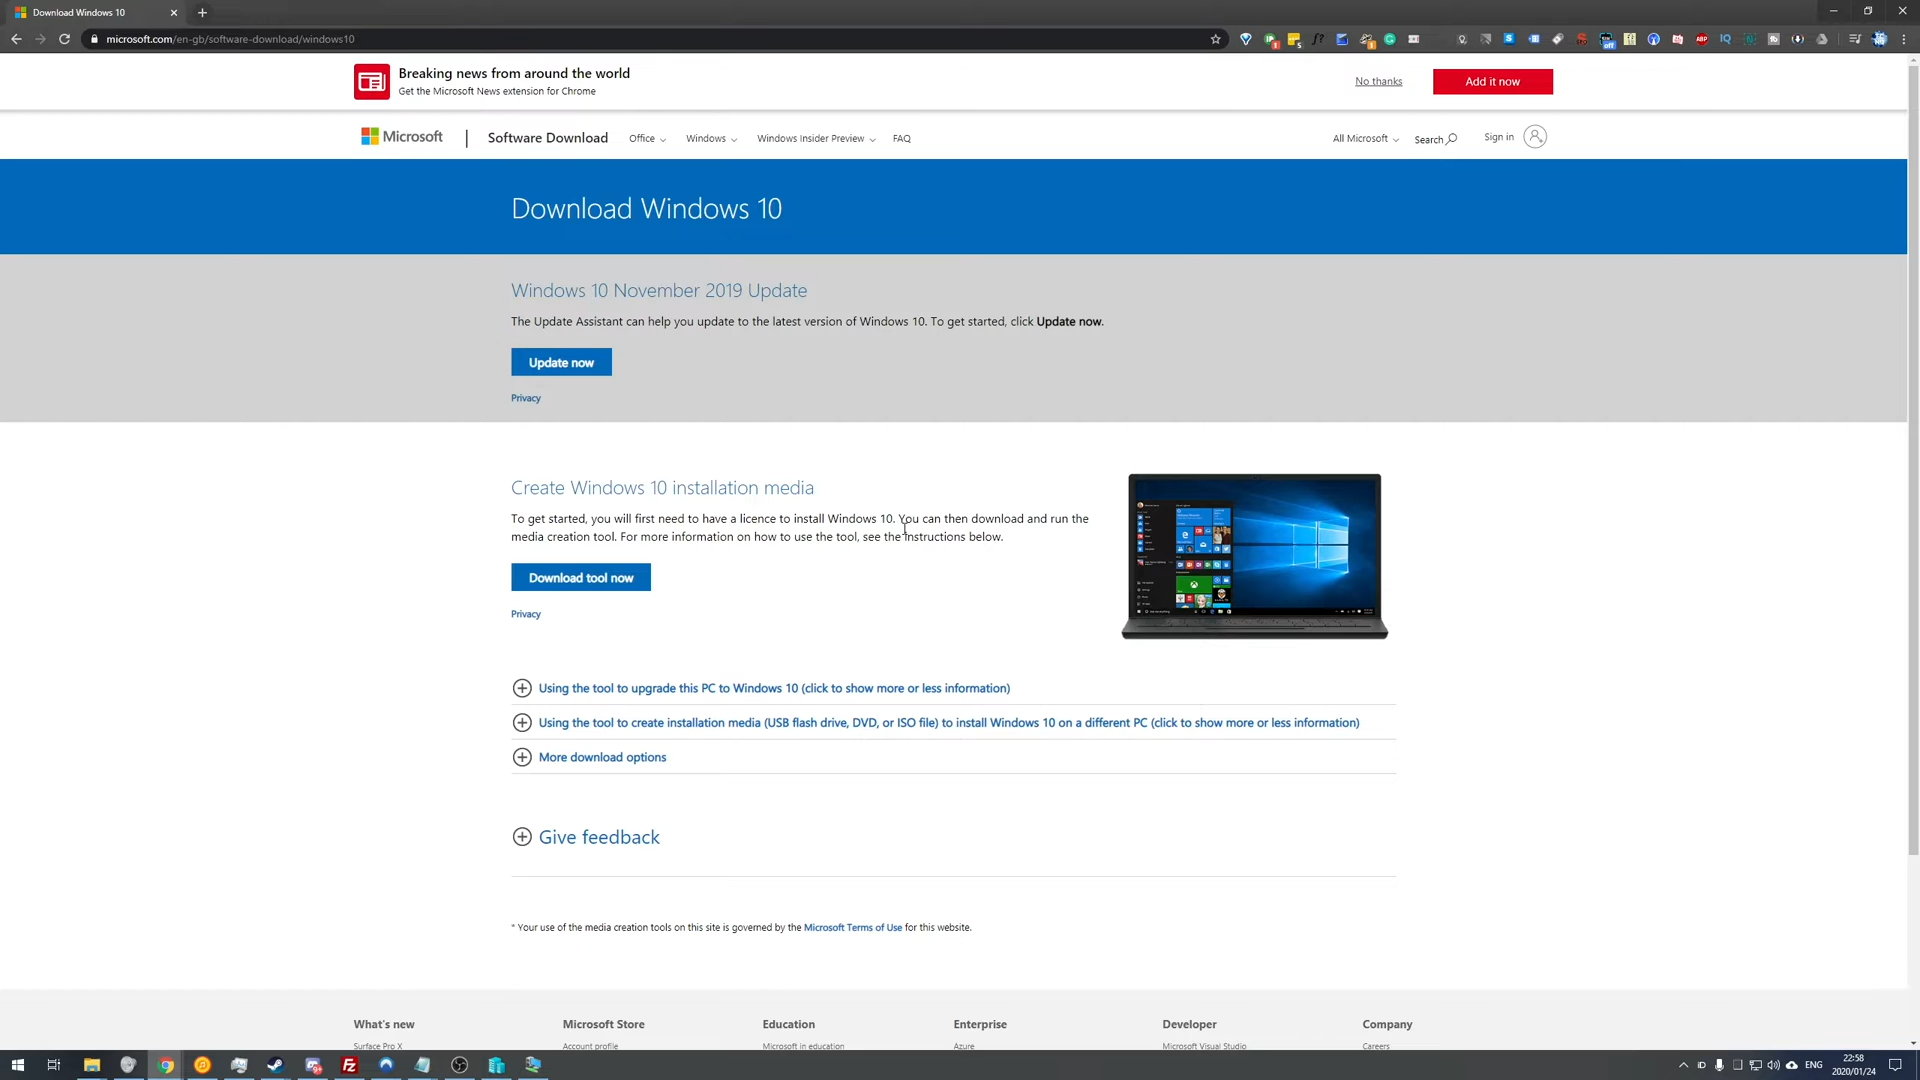 Download Windows 10
microsoft.com/en-gb/software-download/windows10
Breaking news from around the world
Get the Microsoft News extension for Chrome
No thanks
Add it now
Microsoft
Software Download
Office
Windows
Windows Insider Preview
FAQ
All Microsoft
Search
Sign in
Download Windows 10
Windows 10 November 2019 Update
The Update Assistant can help you update to the latest version of Windows 10. To get started, click Update now.
Update now
Privacy
Create Windows 10 installation media
To get started, you will first need to have a licence to install Windows 10. You can then download and run the
media creation tool. For more information on how to use the tool, see the instructions below.
Download tool now
Privacy
Using the tool to upgrade this PC to Windows 10 (click to show more or less information)
Using the tool to create installation media (USB flash drive, DVD, or ISO file) to install Windows 10 on a different PC (click to show more or less information)
More download options
Give feedback
* Your use of the media creation tools on this site is governed by the Microsoft Terms of Use for this website.
What's new
Microsoft Store
Education
Enterprise
Developer
Company
Surface Pro X
Account profile
Microsoft in education
Azure
Microsoft Visual Studio
Careers
ENG
22:58
2020/01/24